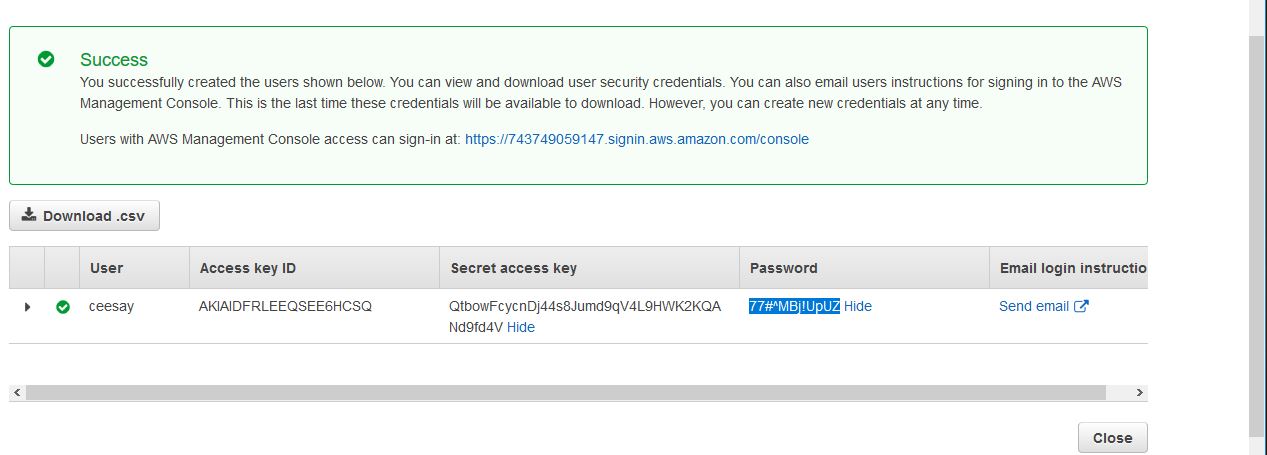 Success
You successfully created the users shown below. You can view and download user security credentials. You can also email users instructions for signing in to the AWS
Management Console. This is the last time these credentials will be available to download. However, you can create new credentials at any time.
Users with AWS Management Console access can sign-in at: https://743749059147.signin.aws.amazon.com/console
Download .csv
User Access key ID Secret access key Password Email login instructio
ceesay AKIAIDFRLEEQSEE6HCSQ QtbowFcycnDj44s8Jumd9qV4L9HWK2KQA 77#^MBj!UpUZ Hide Send email
Nd9fd4V Hide
Close